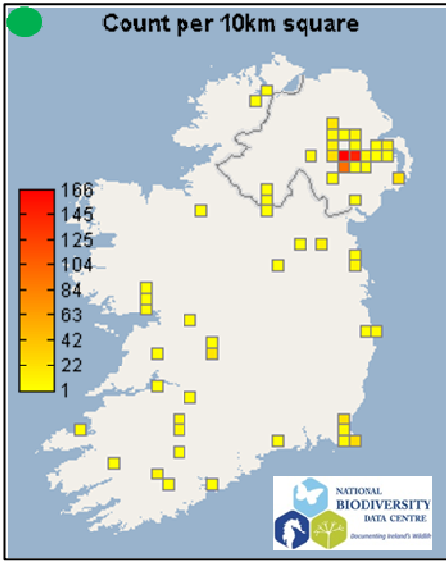 Count per 10km square
166
145
125
104
84
63
42
22
1
NATIONAL
BIODIVERSITY
DATA CENTRE
Documenting Ireland's Wildlife